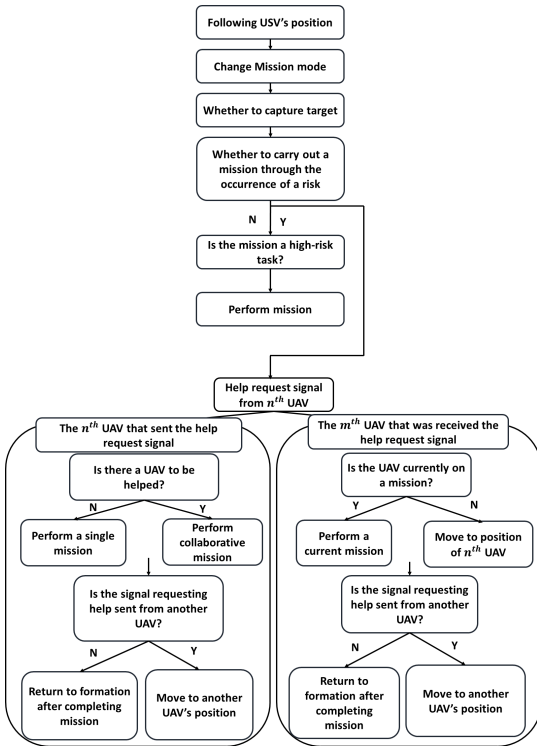 Following USV's position
Change Mission mode
Whether to capture target
Whether to carry out a
mission through the
occurrence of a risk
N Y
Is the mission a high-risk
task?
Perform mission
Help request signal
from n^th UAV
The n^th UAV that sent the help
request signal
Is there a UAV to be
helped?
N Y
Perform a single
mission
Perform
collaborative
mission
Is the signal requesting
help sent from another
UAV?
N Y
Return to formation
after completing
mission
Move to another
UAV's position
The m^th UAV that was received the
help request signal
Is the UAV currently on
a mission?
Y N
Perform a
current mission
Move to position
of n^th UAV
Is the signal requesting
help sent from another
UAV?
N Y
Return to
formation after
completing
mission
Move to another
UAV's position